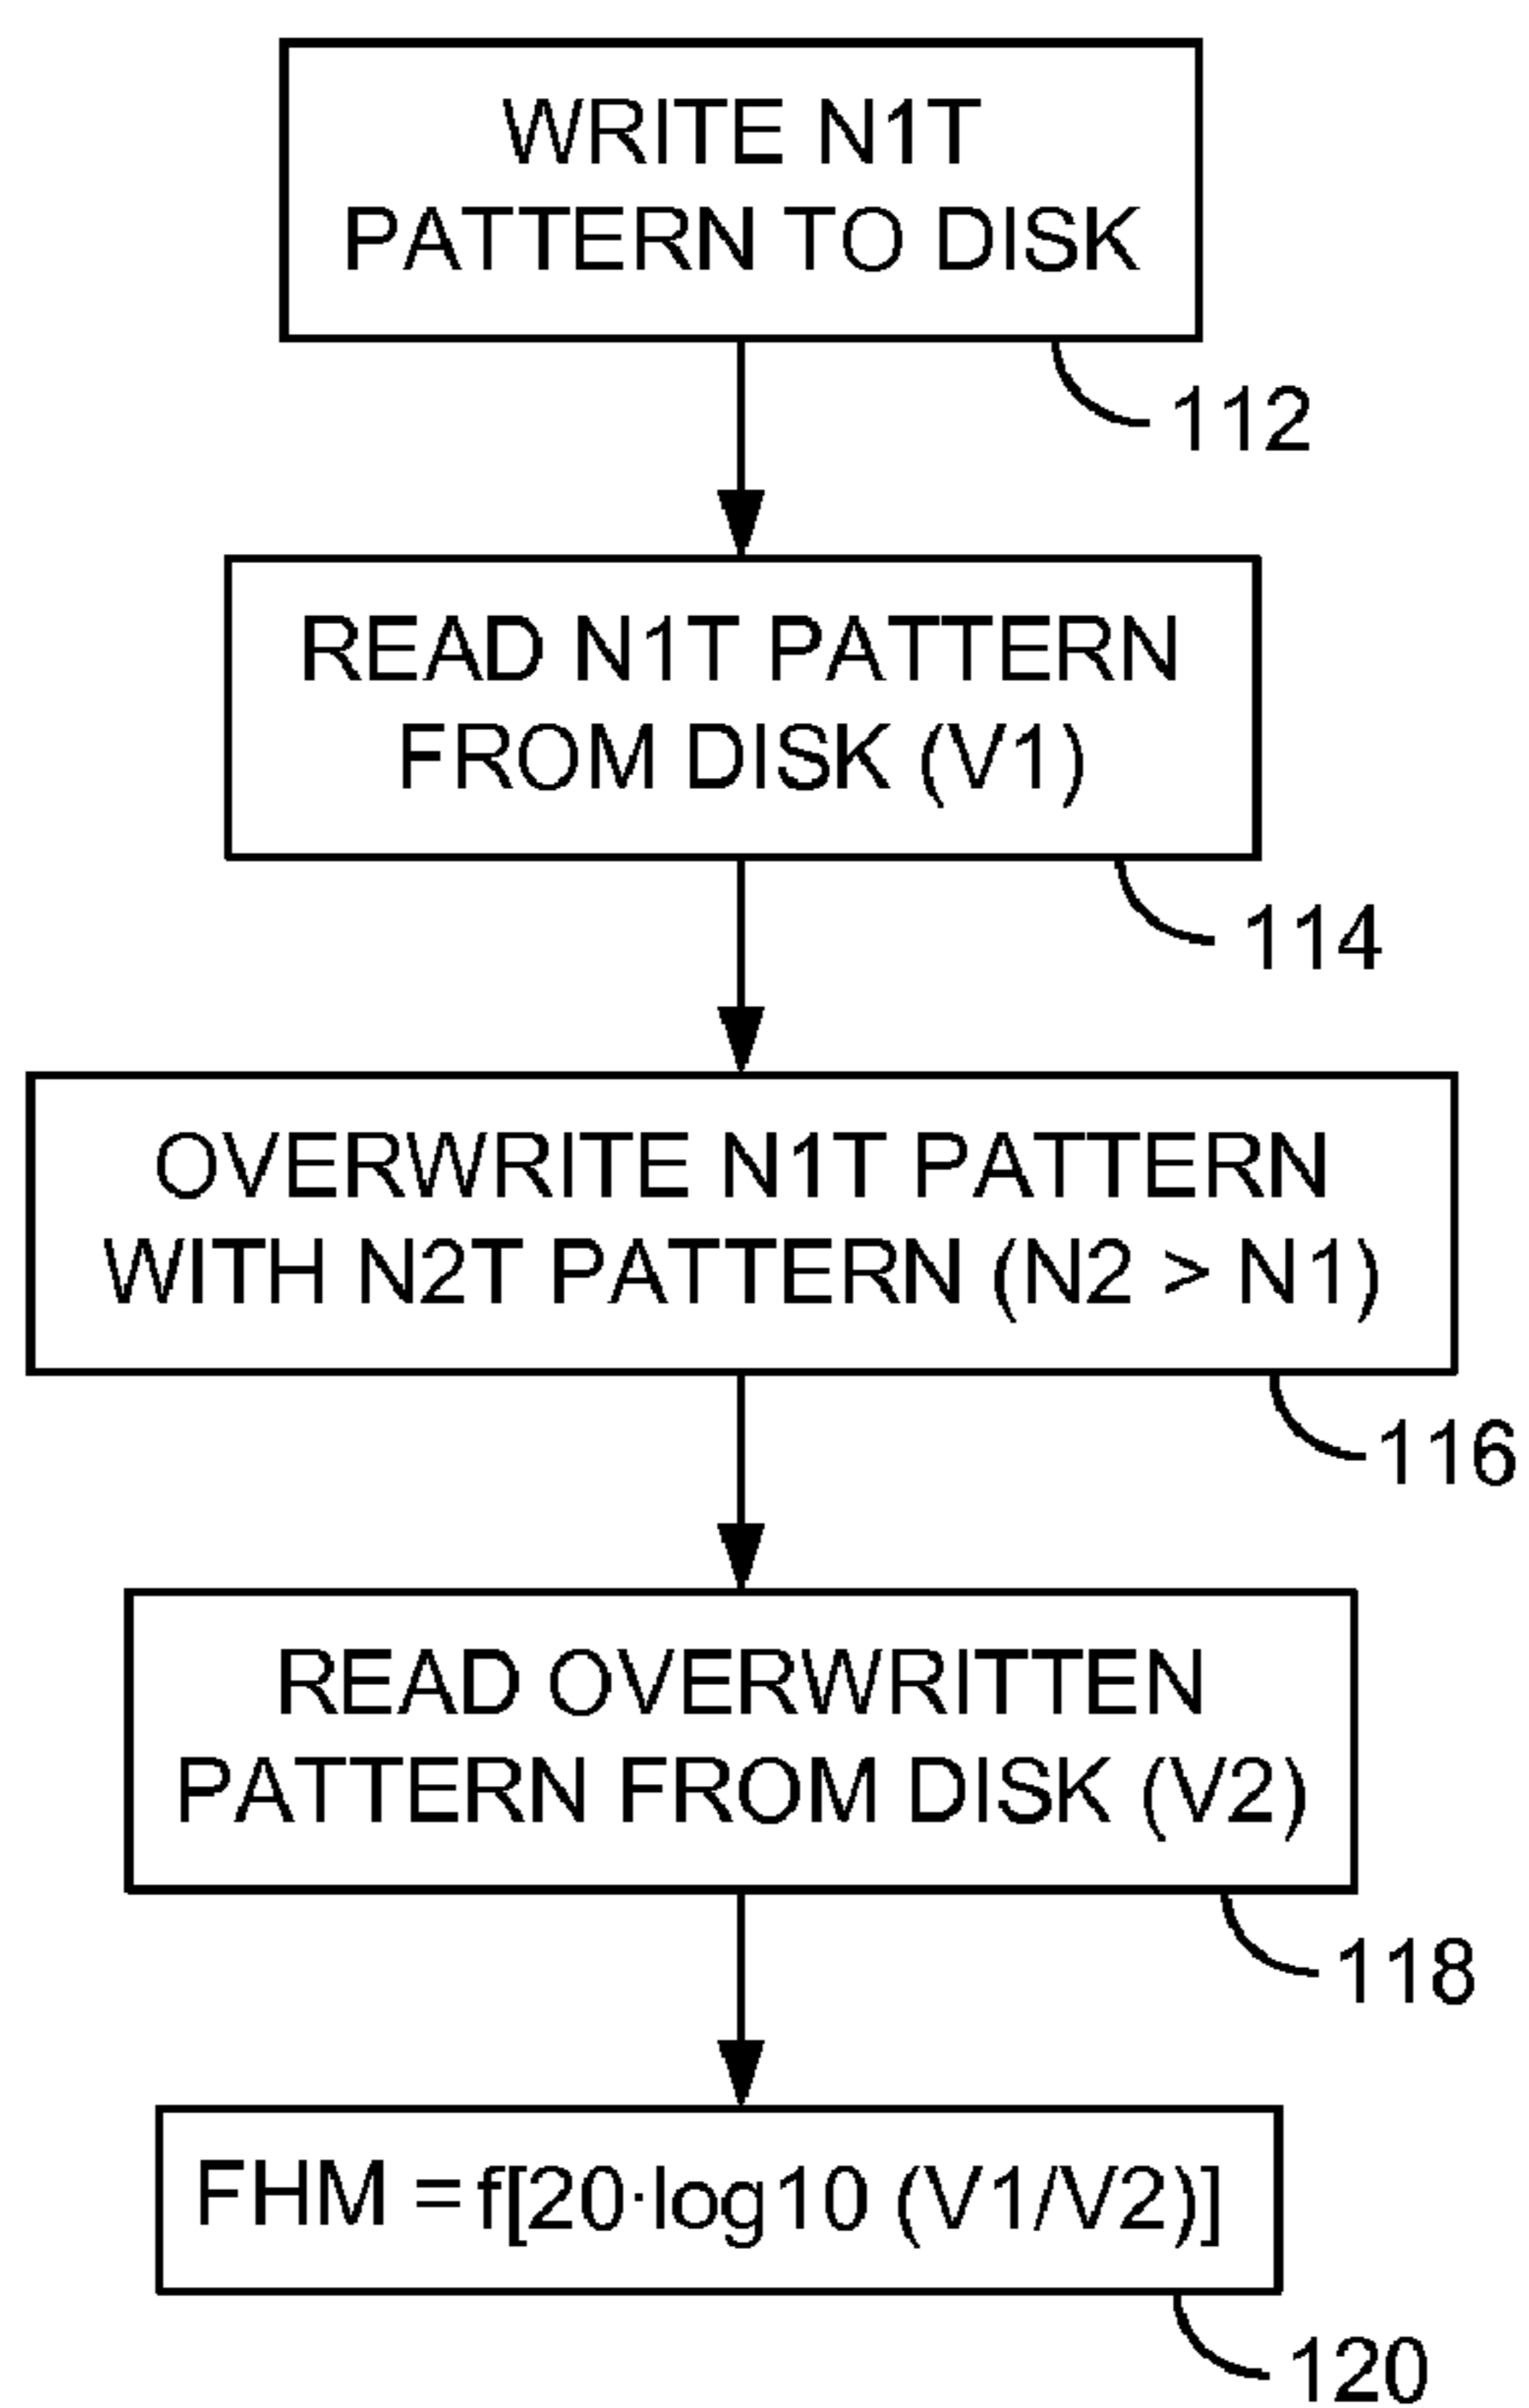 WRITE N1T
PATTERN TO DISK
112
READ N1T PATTERN
FROM DISK (V1)
114
OVERWRITE N1T PATTERN
WITH N2T PATTERN (N2 > N1)
116
READ OVERWRITTEN
PATTERN FROM DISK (V2)
118
FHM = f[20·log10 (V1/V2)]
120